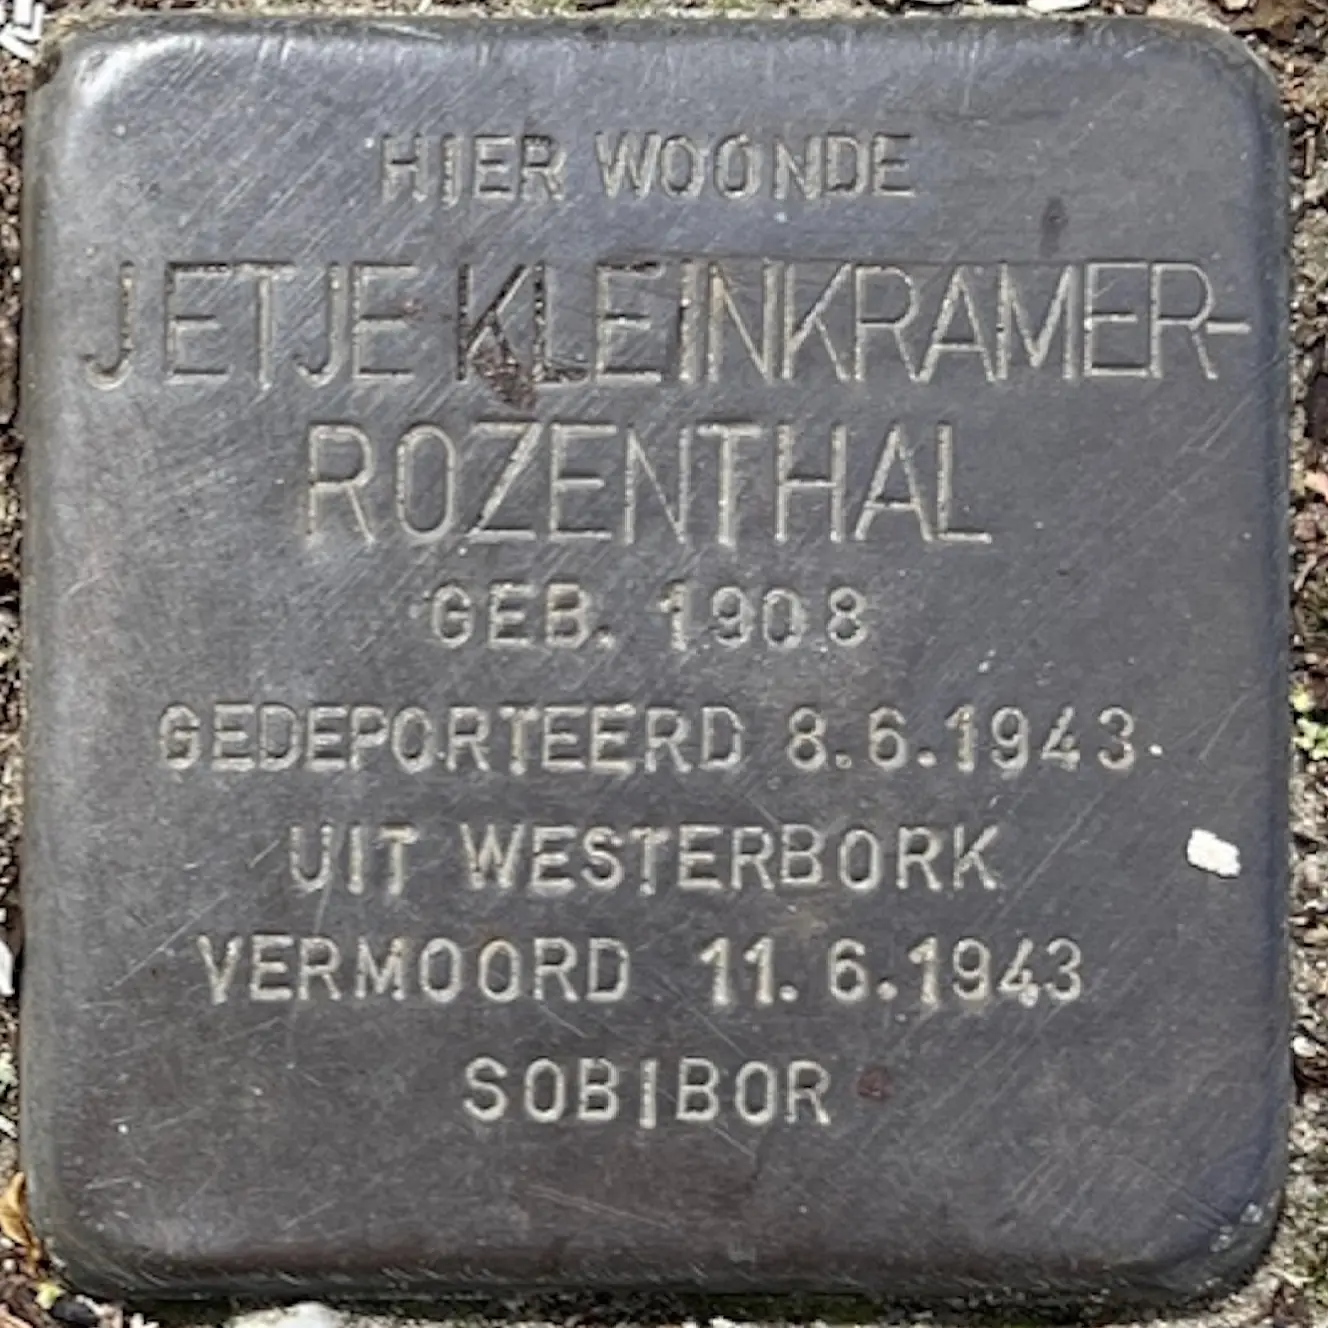 HIER WOONDE
JETJE KLEINKRAMER-
ROZENTHAL
GEB. 1908
GEDEPORTEERD 8.6.1943
UIT WESTERBORK
VERMOORD 11.6.1943
SOBIBOR